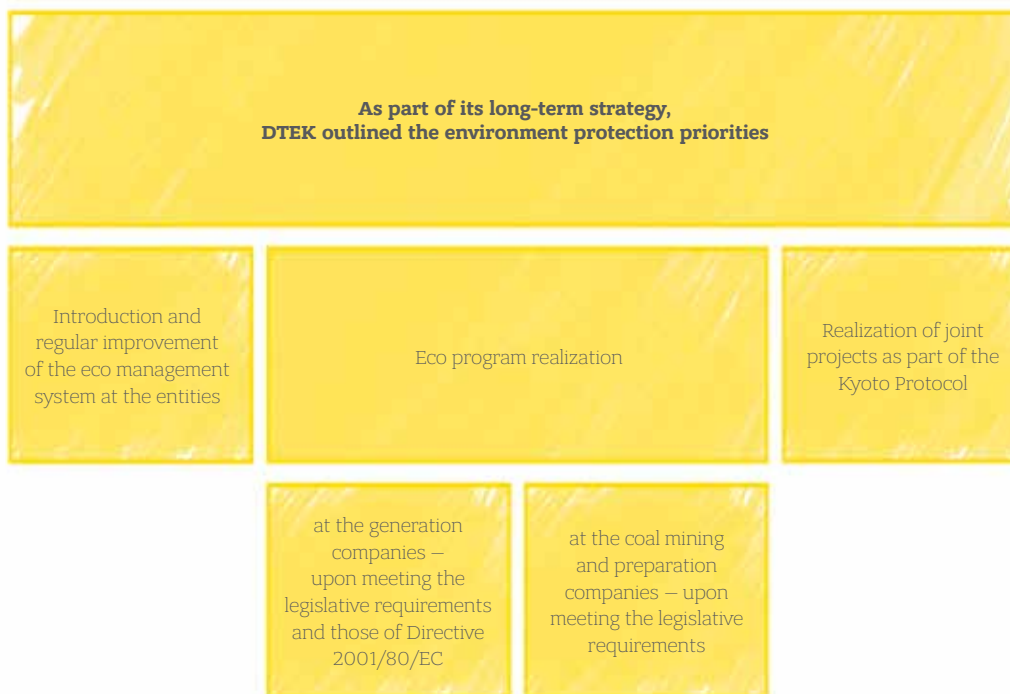 As part of its long-term strategy,
DTEK outlined the environment protection priorities
Introduction and
regular improvement
of the eco management
system at the entities
Eco program realization
Realization of joint
projects as part of the
Kyoto Protocol
at the generation
companies –
upon meeting the
legislative requirements
and those of Directive
2001/80/EC
at the coal mining
and preparation
companies – upon
meeting the legislative
requirements